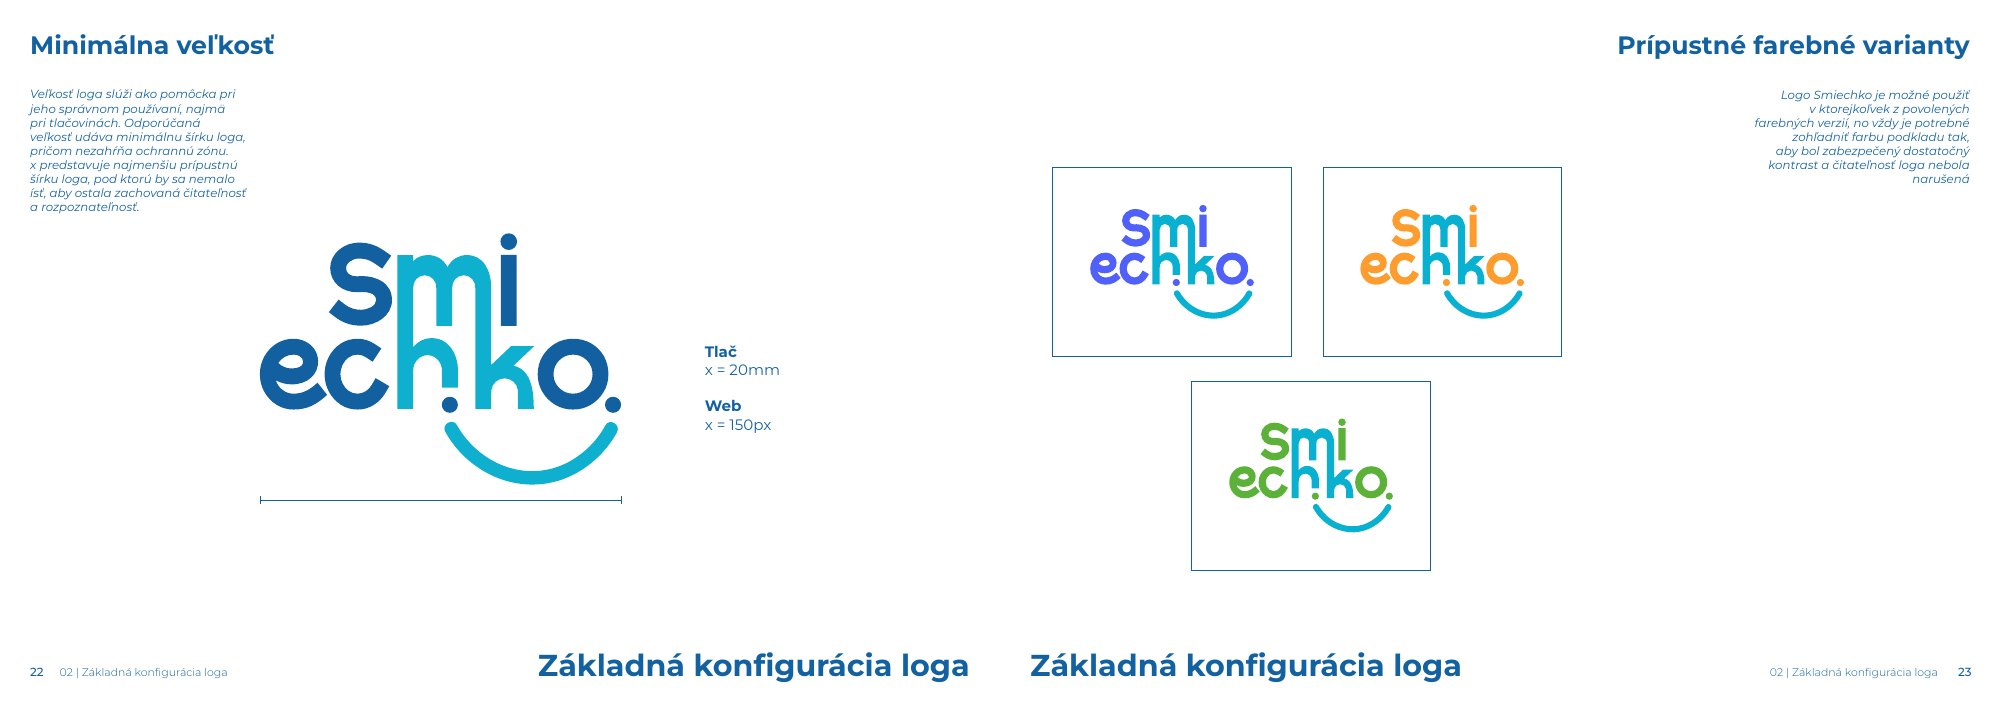 Minimálna veľkosť
Veľkosť loga slúži ako pomôcka pri
jeho správnom používaní, najmä
pri tlačovinách. Odporúčaná
veľkosť udáva minimálnu šírku loga,
pričom nezahŕňa ochrannú zónu.
x predstavuje najmenšiu prípustnú
šírku loga, pod ktorú by sa nemalo
ísť, aby ostala zachovaná čitateľnosť
a rozpoznateľnosť.
smi
echko.
Tlač
x = 20mm
Web
x = 150px
22 02 | Základná konfigurácia loga
Základná konfigurácia loga
Prípustné farebné varianty
Logo Smiechko je možné použiť
v ktorejkoľvek z povolených
farebných verzií, no vždy je potrebné
zohľadniť farbu podkladu tak,
aby bol zabezpečený dostatočný
kontrast a čitateľnosť loga nebola
narušená
smi
echko.
smi
echko.
smi
echko.
Základná konfigurácia loga
02 | Základná konfigurácia loga 23